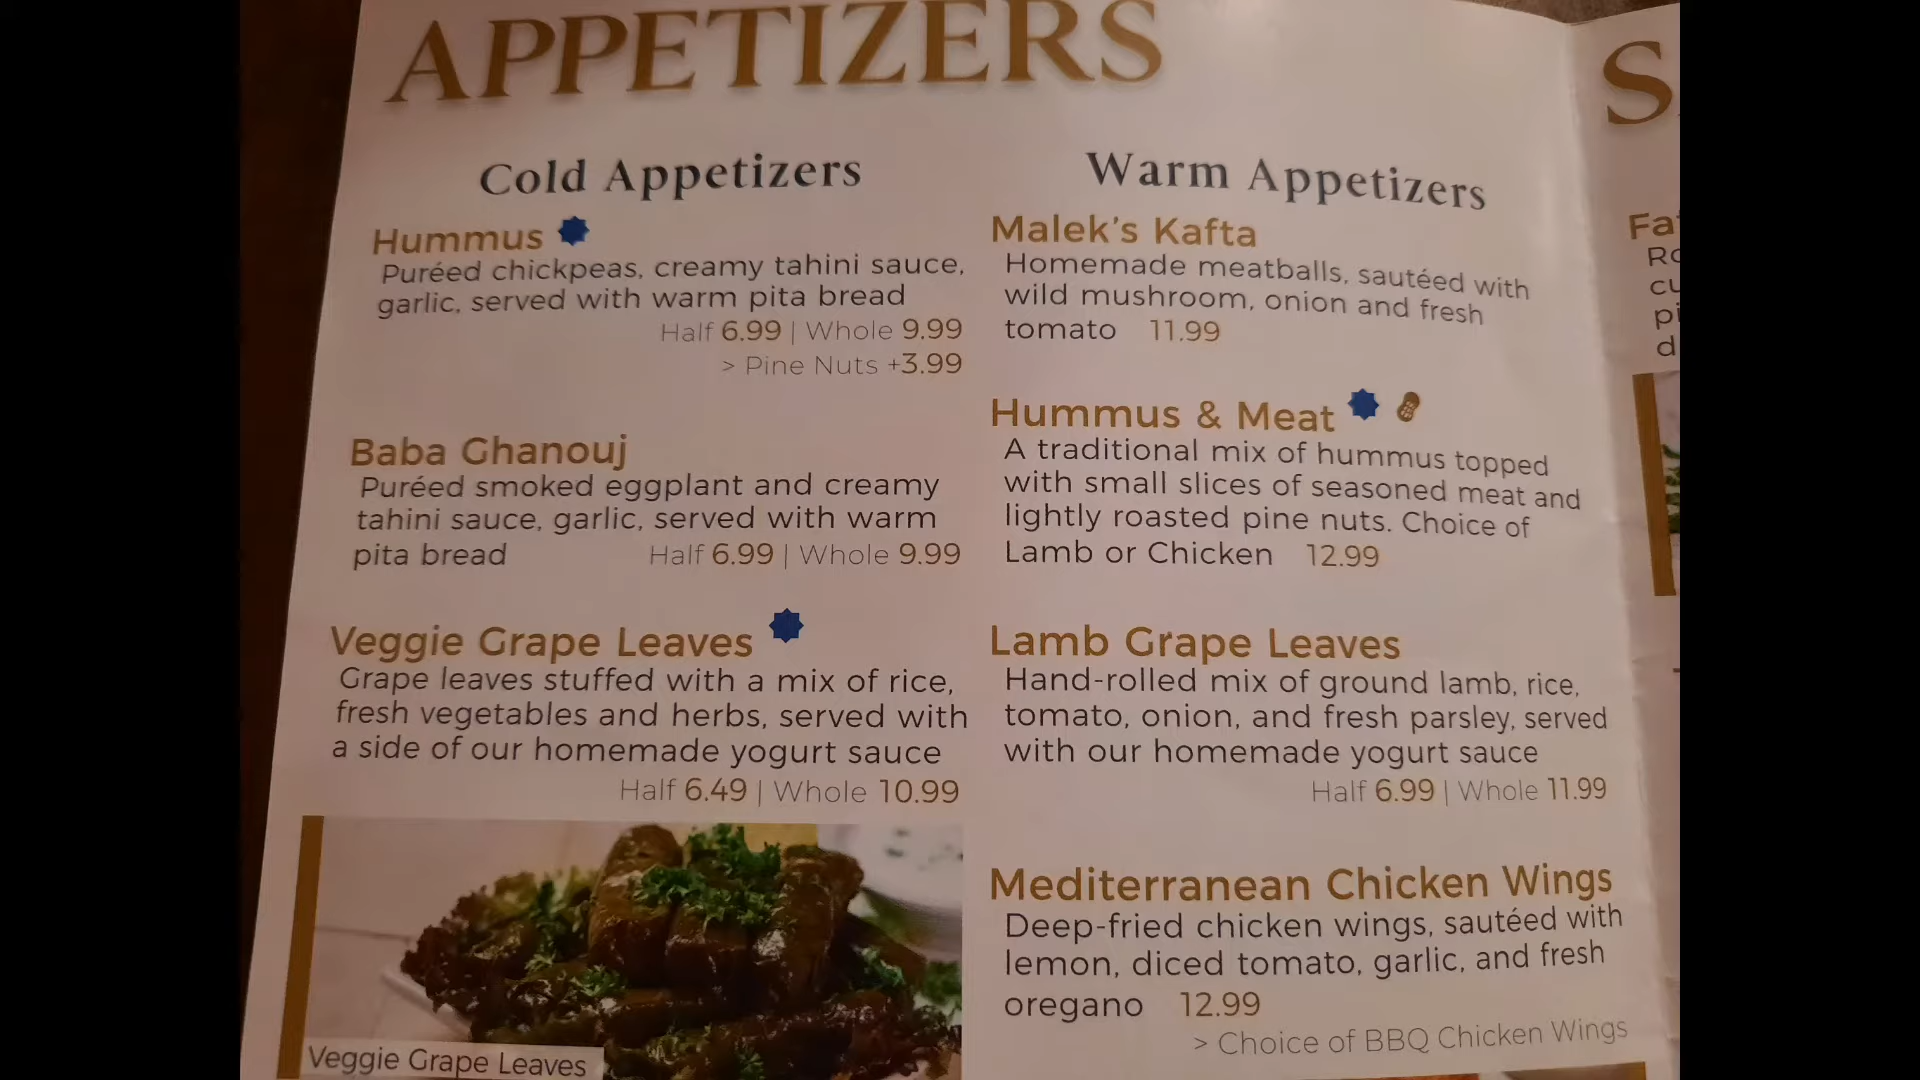 APPETIZERS
Cold Appetizers
Hummus
Puréed chickpeas, creamy tahini sauce,
garlic, served with warm pita bread
Half 6.99 | Whole 9.99
> Pine Nuts +3.99
Baba Ghanouj
Puréed smoked eggplant and creamy
tahini sauce, garlic, served with warm
pita bread Half 6.99 | Whole 9.99
Veggie Grape Leaves
Grape leaves stuffed with a mix of rice,
fresh vegetables and herbs, served with
a side of our homemade yogurt sauce
Half 6.49 | Whole 10.99
Veggie Grape Leaves
Warm Appetizers
Malek's Kafta
Homemade meatballs, sautéed with
wild mushroom, onion and fresh
tomato 11.99
Hummus & Meat
A traditional mix of hummus topped
with small slices of seasoned meat and
lightly roasted pine nuts. Choice of
Lamb or Chicken 12.99
Lamb Grape Leaves
Hand-rolled mix of ground lamb, rice,
tomato, onion, and fresh parsley, served
with our homemade yogurt sauce
Half 6.99 | Whole 11.99
Mediterranean Chicken Wings
Deep-fried chicken wings, sautéed with
lemon, diced tomato, garlic, and fresh
oregano 12.99
> Choice of BBQ Chicken Wings